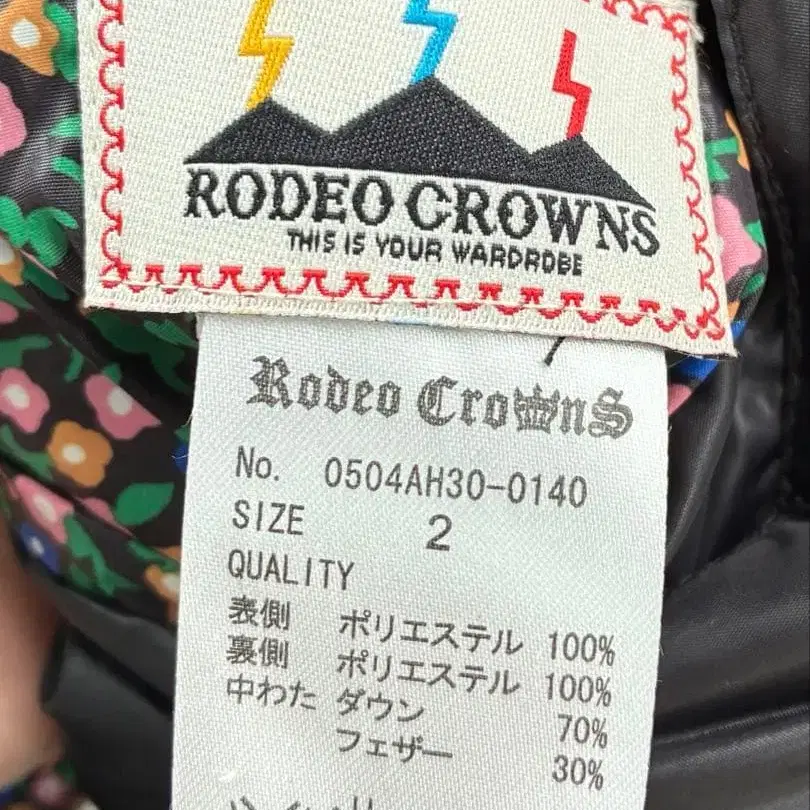 RODEO CROWNS
THIS IS YOUR WARDROBE
Rodeo Crowns
No. 0504AH30-0140
SIZE 2
QUALITY
表側 ポリエステル 100%
裏側 ポリエステル 100%
中わた ダウン 70%
フェザー 30%